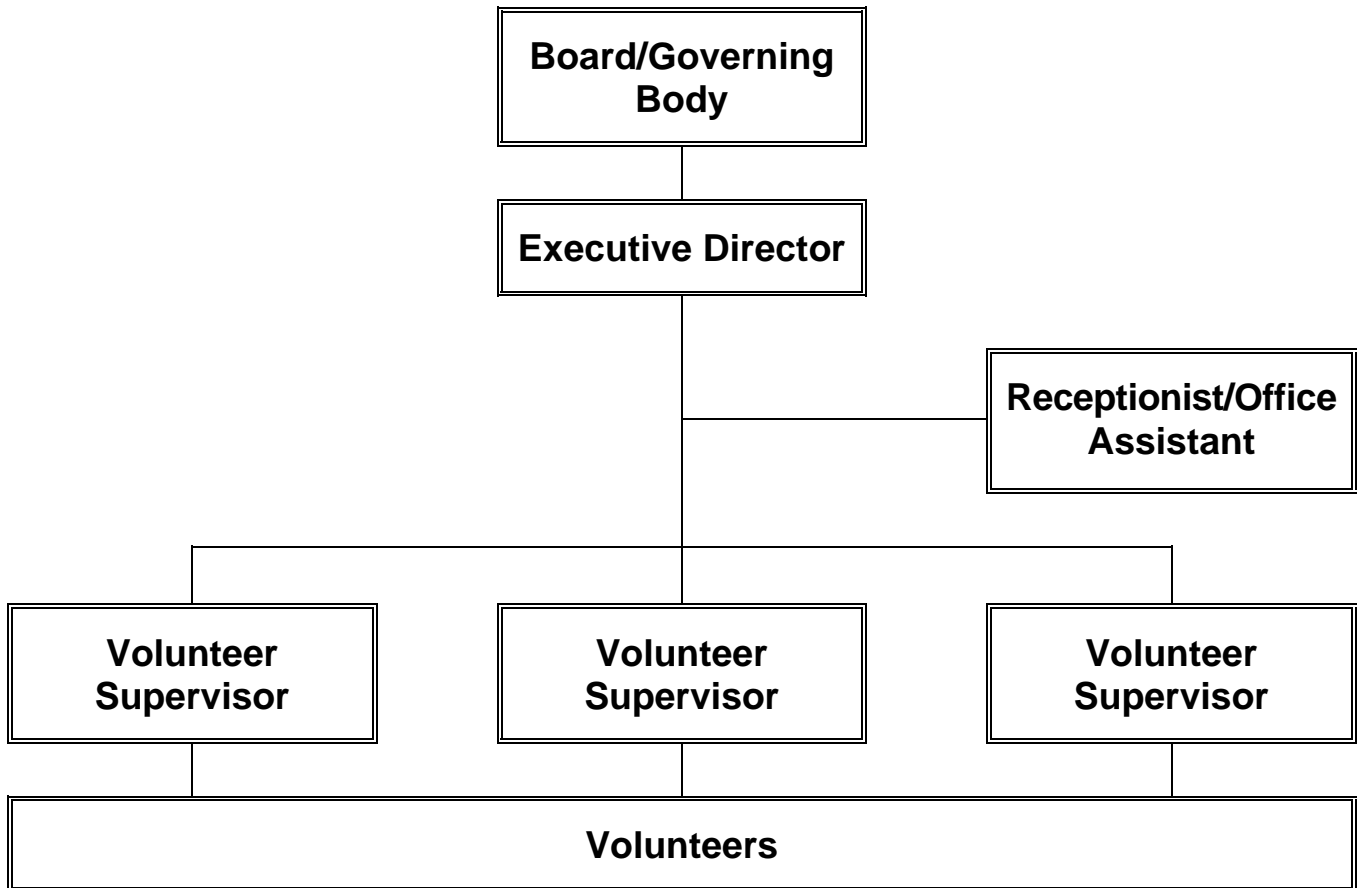 Board/Governing
Body
Executive Director
Receptionist/Office
Assistant
Volunteer
Supervisor
Volunteer
Supervisor
Volunteer
Supervisor
Volunteers